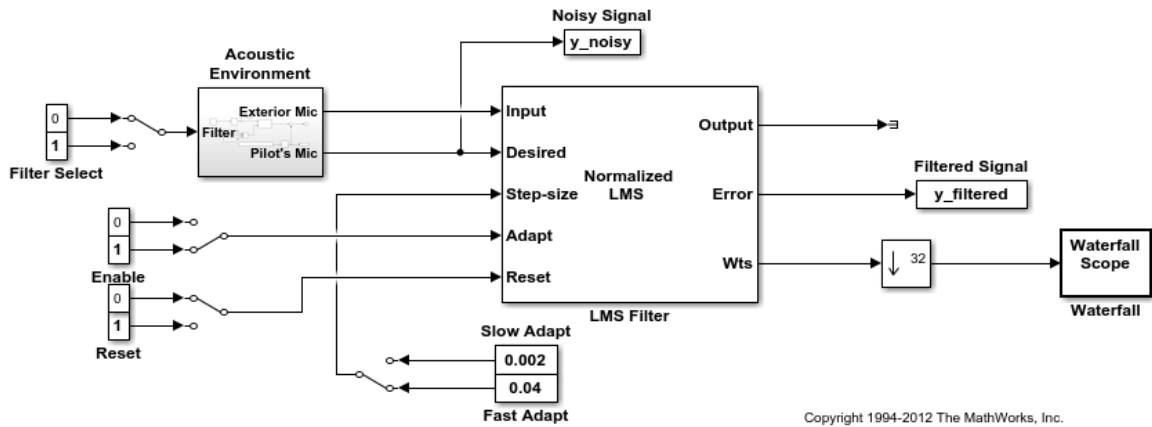 Noisy Signal
y_noisy
Acoustic
Environment
Exterior Mic
Filter
Pilot's Mic
0
1
Filter Select
Input
Desired
Step-size
Adapt
Reset
Normalized
LMS
Output
Error
Wts
LMS Filter
Filtered Signal
y_filtered
32
Waterfall
Scope
Waterfall
0
1
Enable
0
1
Reset
Slow Adapt
0.002
0.04
Fast Adapt
Copyright 1994-2012 The MathWorks, Inc.